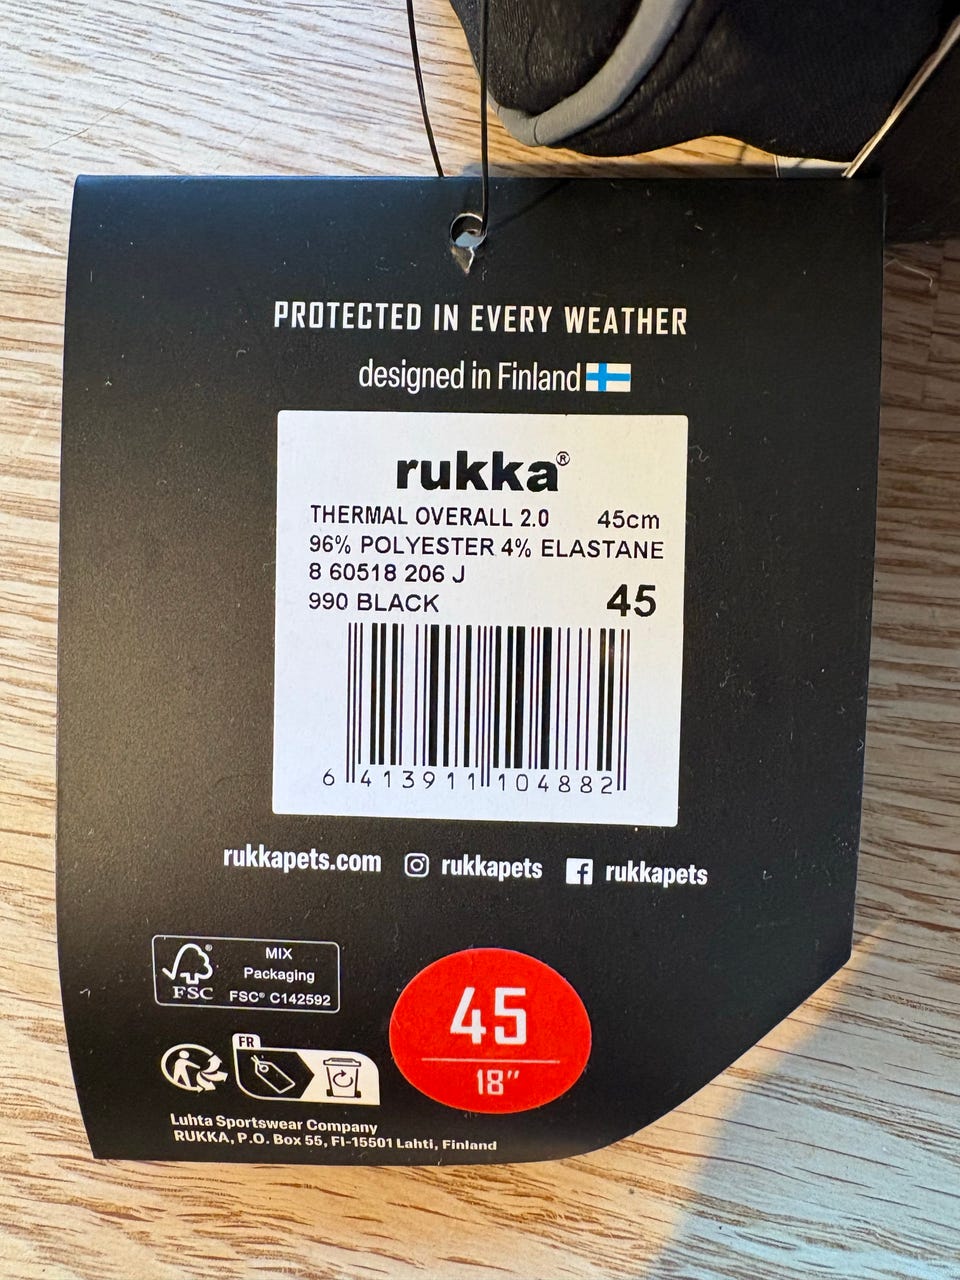 PROTECTED IN EVERY WEATHER
designed in Finland
rukka®
THERMAL OVERALL 2.0 45cm
96% POLYESTER 4% ELASTANE
8 60518 206 J
990 BLACK 45
6 413911 104882
rukkapets.com rukkapets rukkapets
MIX
Packaging
FSC® C142592
FSC
FR
45
18"
Luhta Sportswear Company
RUKKA, P.O. Box 55, FI-15501 Lahti, Finland